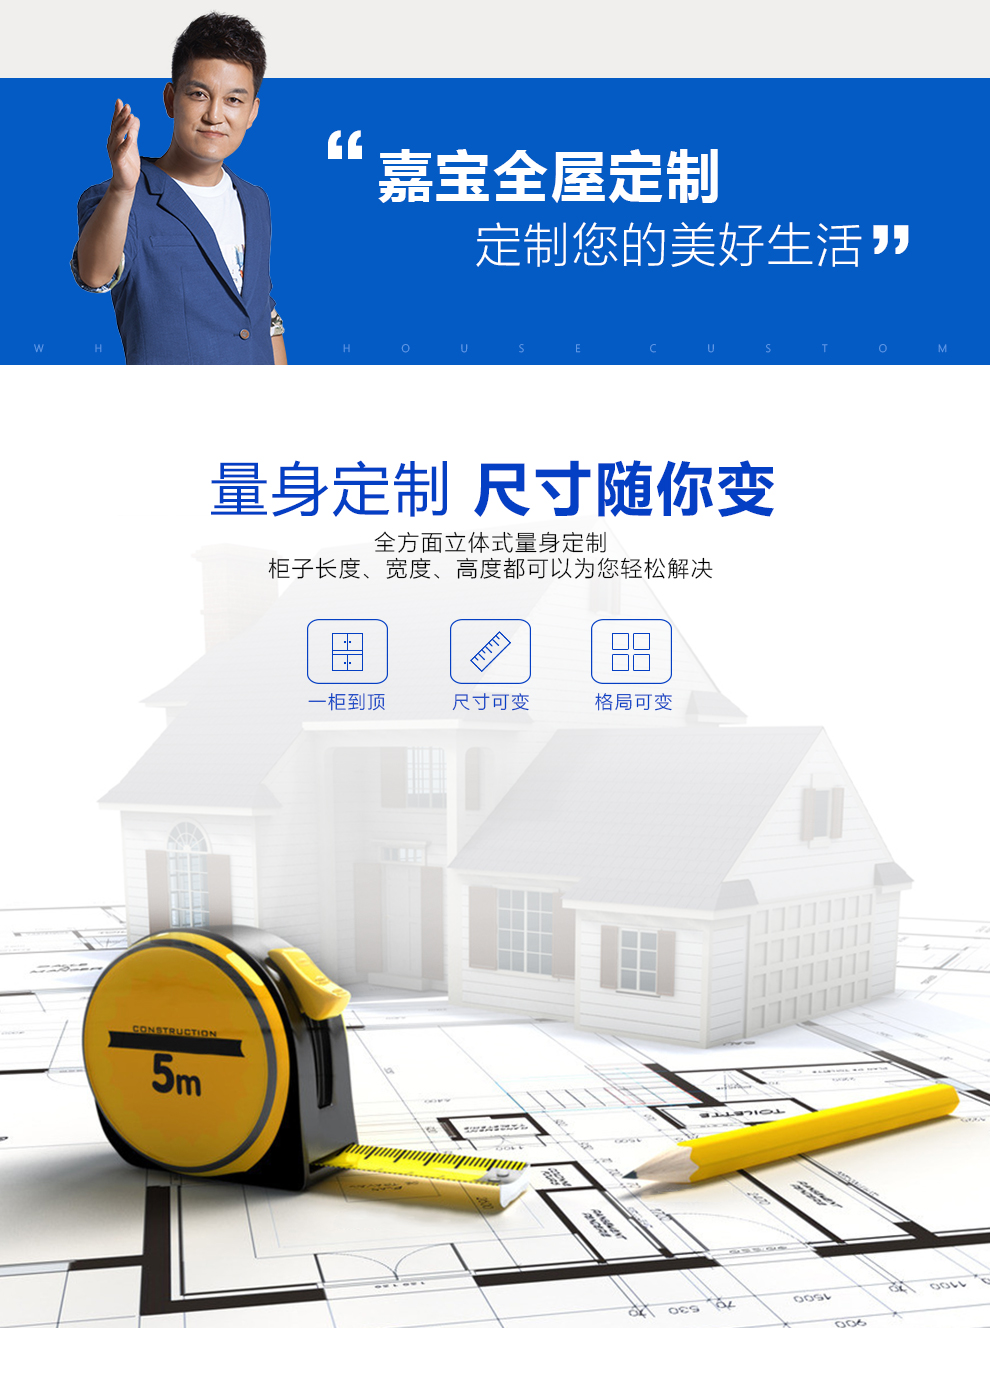 “嘉宝全屋定制
定制您的美好生活”
W H H O U S E C U S T O M
量身定制 尺寸随你变
全方面立体式量身定制
柜子长度、宽度、高度都可以为您轻松解决
一柜到顶 尺寸可变 格局可变
CONSTRUCTION
5m
TOILETTE